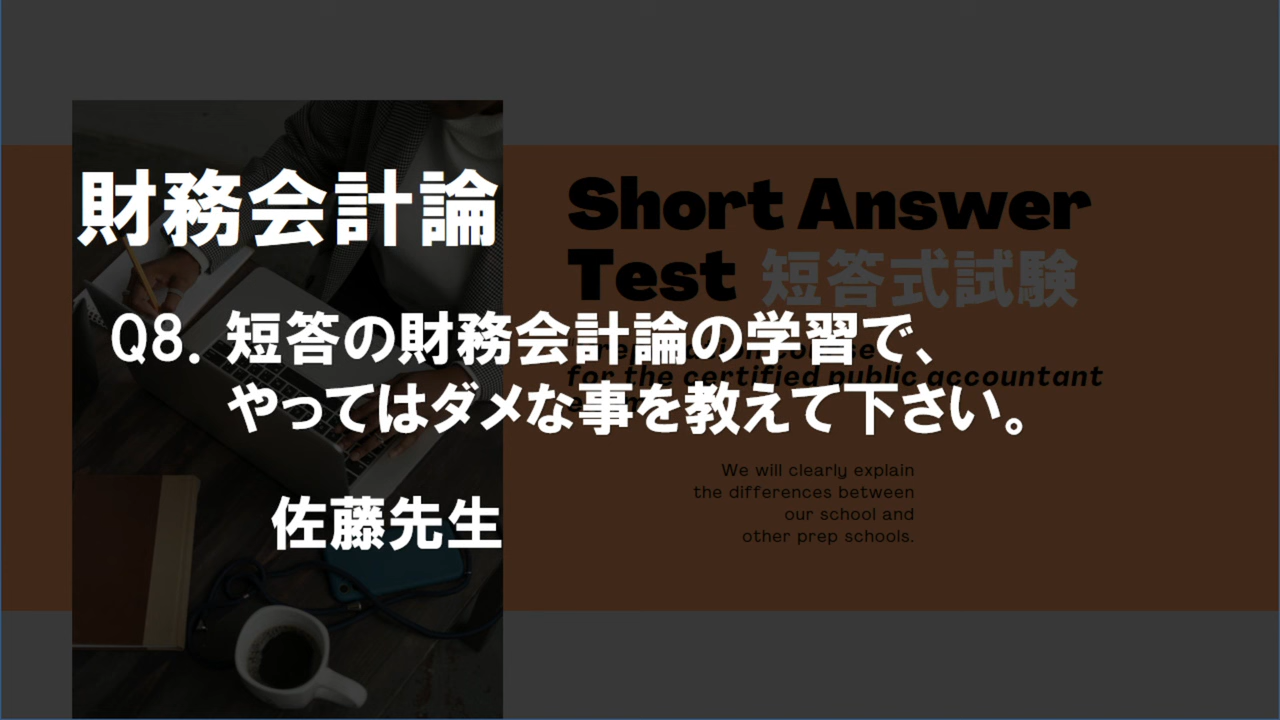 財務会計論
Short Answer
Test 短答式試験
Q8. 短答の財務会計論の学習で、
for the certified public accountant
やってはダメな事を教えて下さい。
We will clearly explain
the differences between
our school and
other prep schools.
佐藤先生